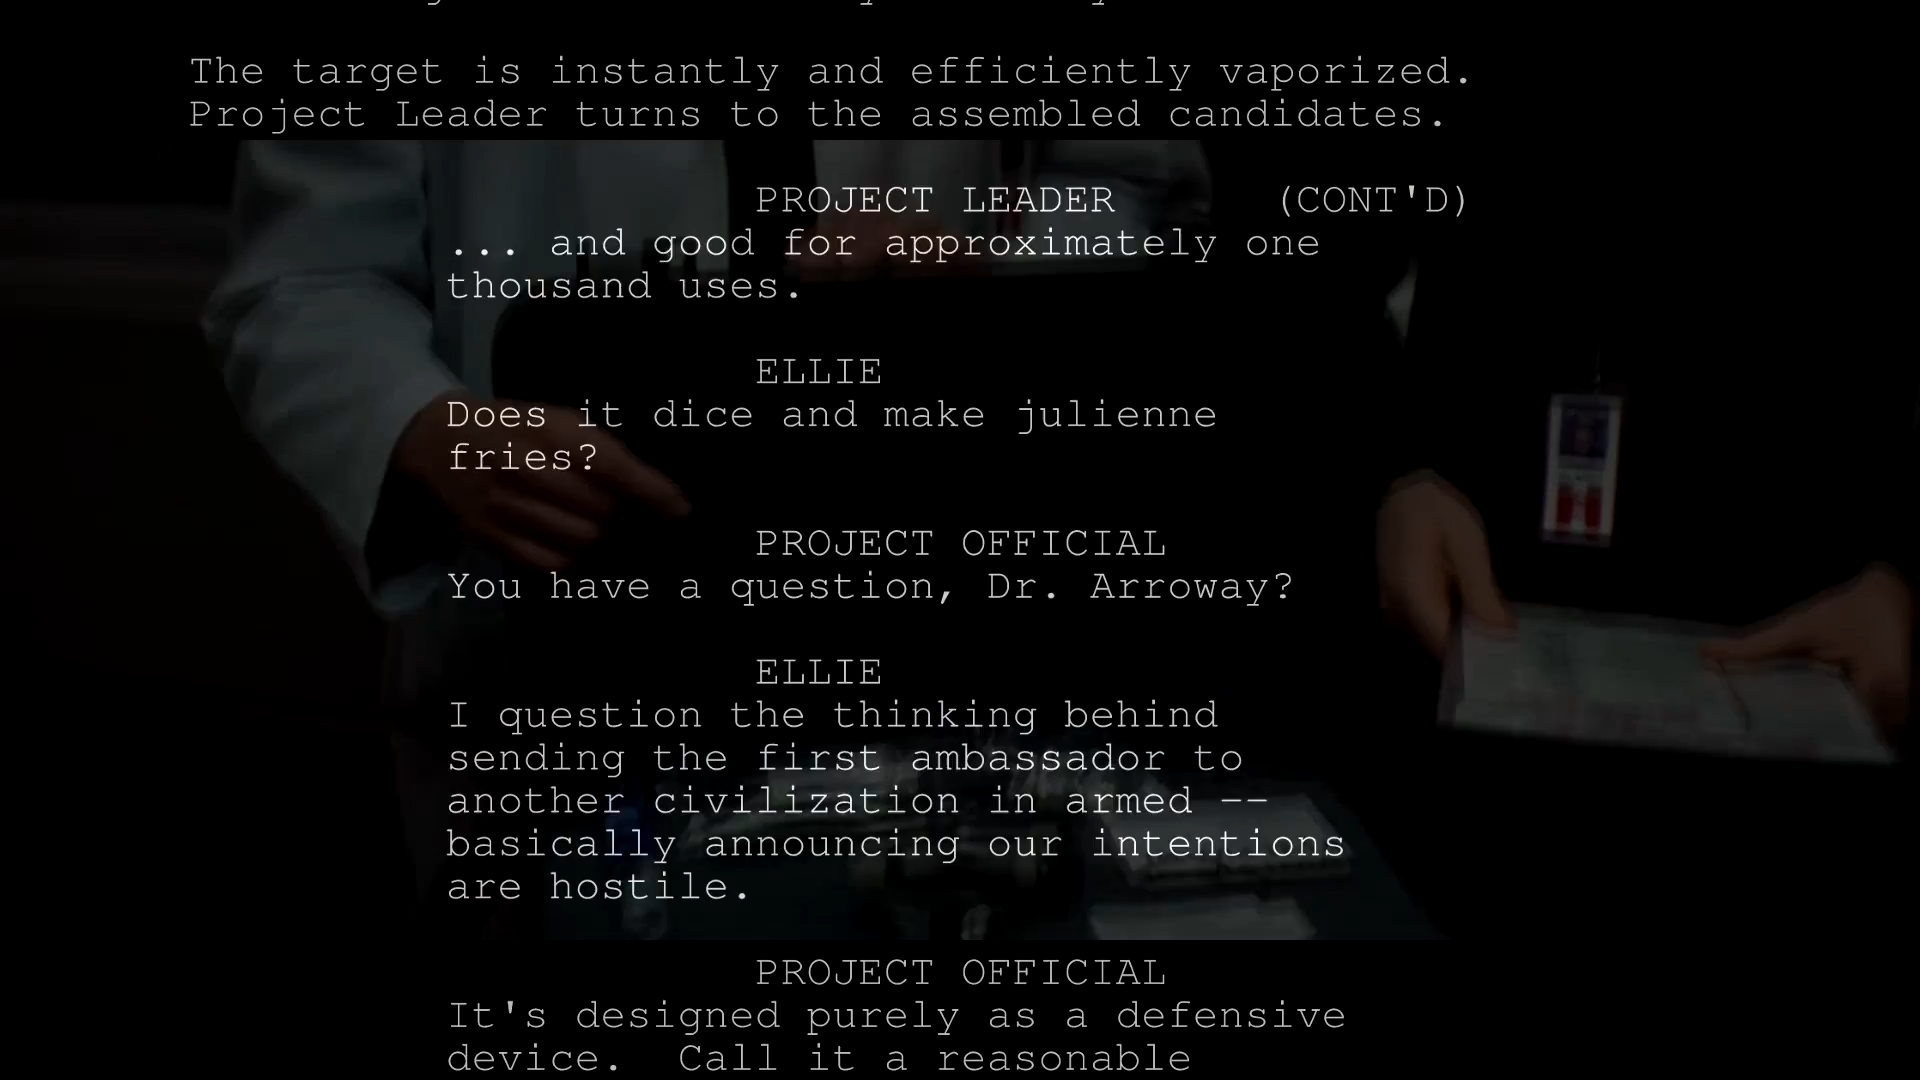 The target is instantly and efficiently vaporized.
Project Leader turns to the assembled candidates.
PROJECT LEADER (CONT'D)
... and good for approximately one
thousand uses.
ELLIE
Does it dice and make julienne
fries?
PROJECT OFFICIAL
You have a question, Dr. Arroway?
ELLIE
I question the thinking behind
sending the first ambassador to
another civilization in armed --
basically announcing our intentions
are hostile.
PROJECT OFFICIAL
It's designed purely as a defensive
device. Call it a reasonable